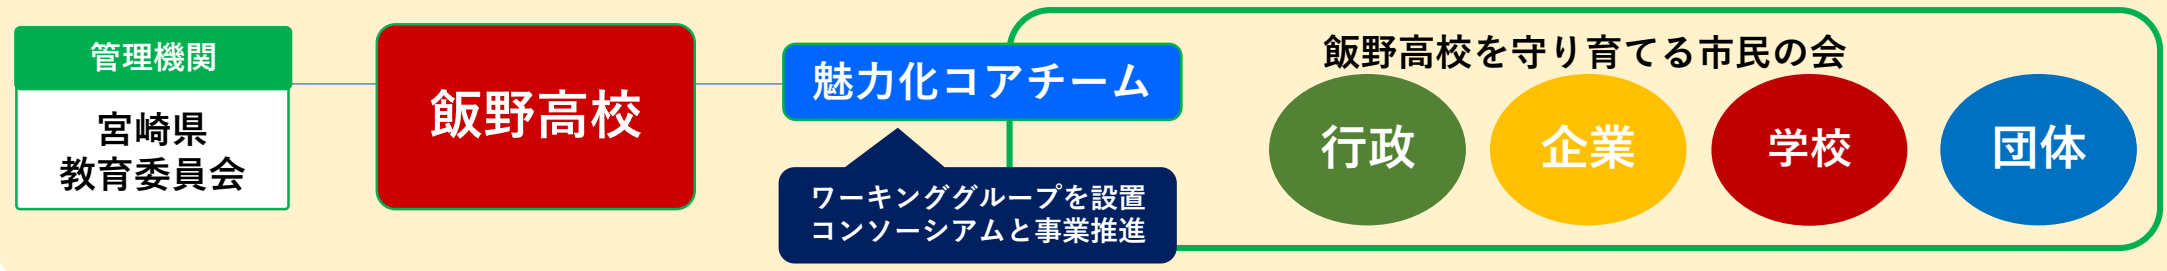 管理機関
宮崎県
教育委員会
飯野高校
魅力化コアチーム
ワーキンググループを設置
コンソーシアムと事業推進
飯野高校を守り育てる市民の会
行政
企業
学校
団体